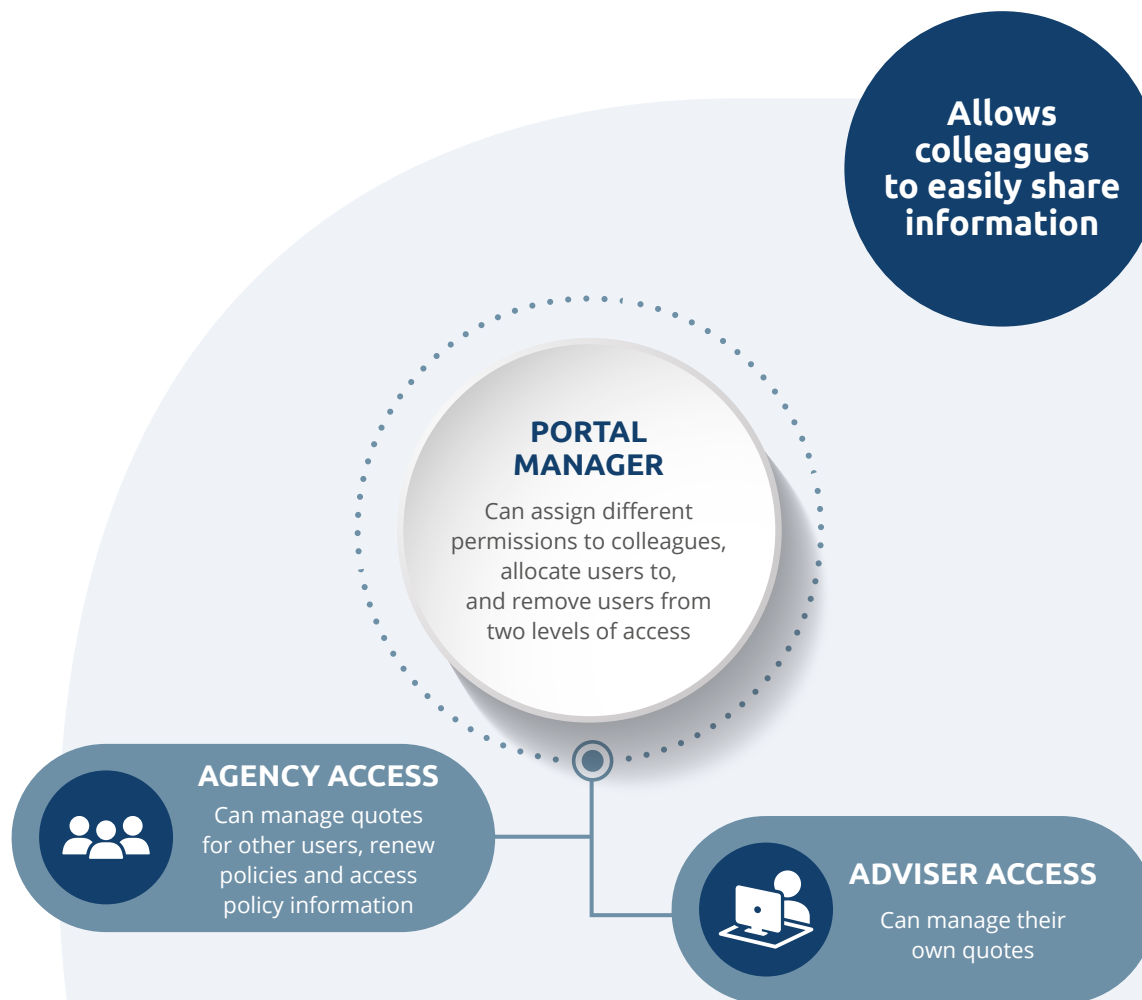 Allows
colleagues
to easily share
information
PORTAL
MANAGER
Can assign different
permissions to colleagues,
allocate users to,
and remove users from
two levels of access
AGENCY ACCESS
Can manage quotes
for other users, renew
policies and access
policy information
ADVISER ACCESS
Can manage their
own quotes